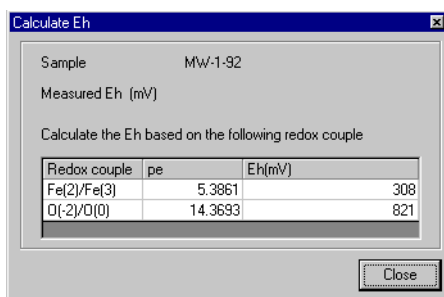 Calculate Eh
Sample MW-1-92
Measured Eh (mV)
Calculate the Eh based on the following redox couple
Redox couple pe Eh(mV)
Fe(2)/Fe(3) 5.3861 308
O(-2)/O(0) 14.3693 821
Close